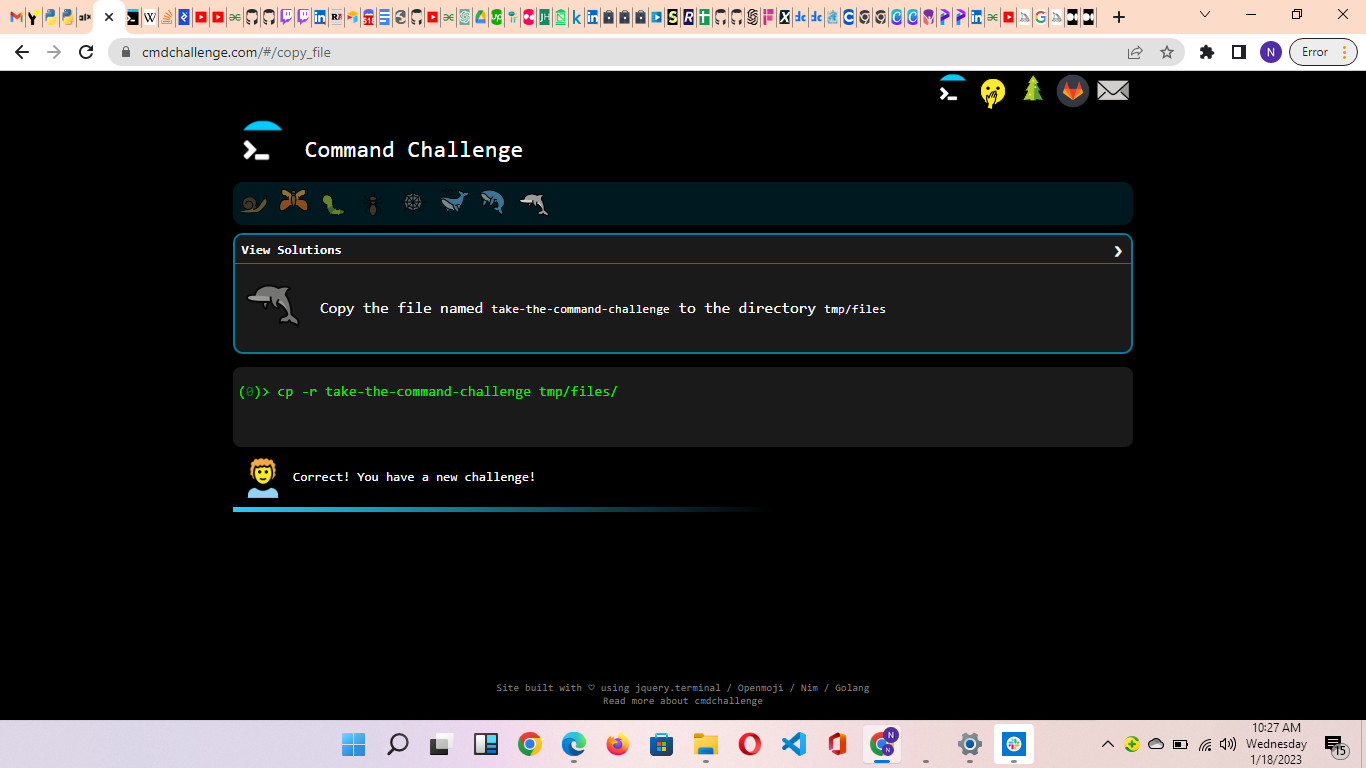 cmdchallenge.com/#/copy_file
N
Error
Command Challenge
View Solutions
Copy the file named take-the-command-challenge to the directory tmp/files
(0)> cp -r take-the-command-challenge tmp/files/
Correct! You have a new challenge!
Site built with ♡ using jquery.terminal / Openmoji / Nim / Golang
Read more about cmdchallenge
10:27 AM
Wednesday
1/18/2023
15